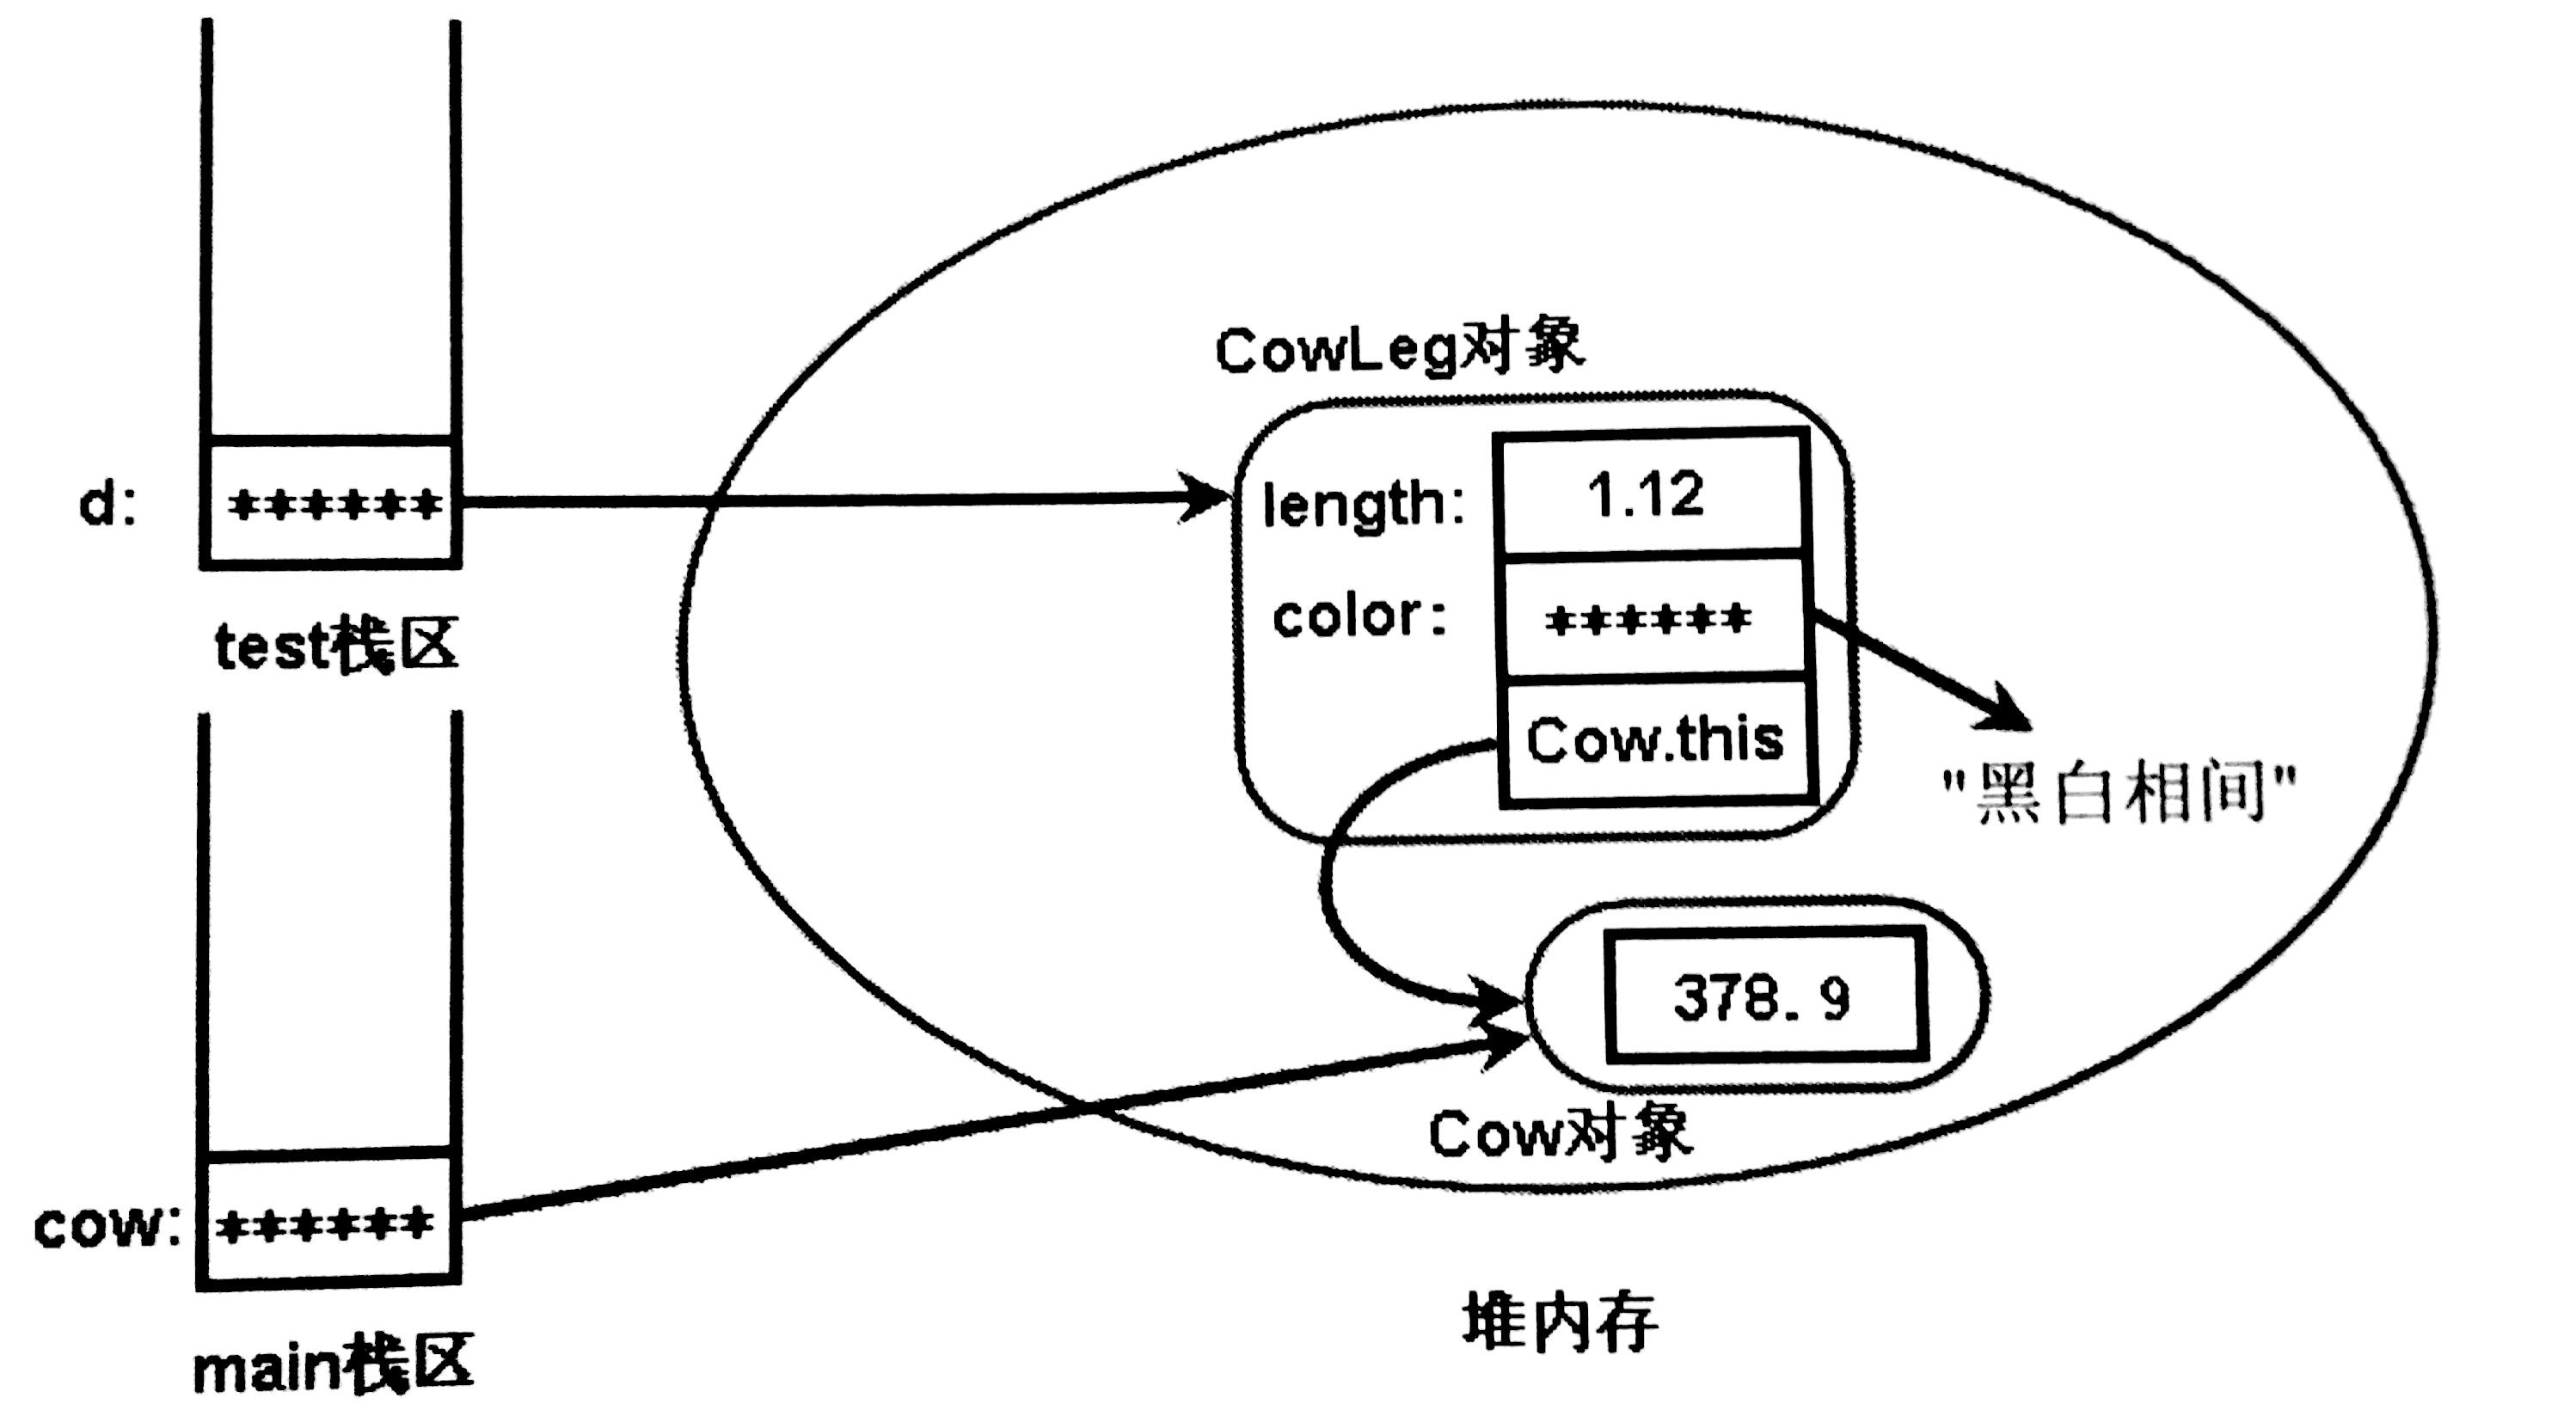 CowLeg对象
d:
******
length:
1.12
color:
******
test栈区
Cow.this
"黑白相间"
378. 9
Cow对象
cow:
******
堆内存
main栈区